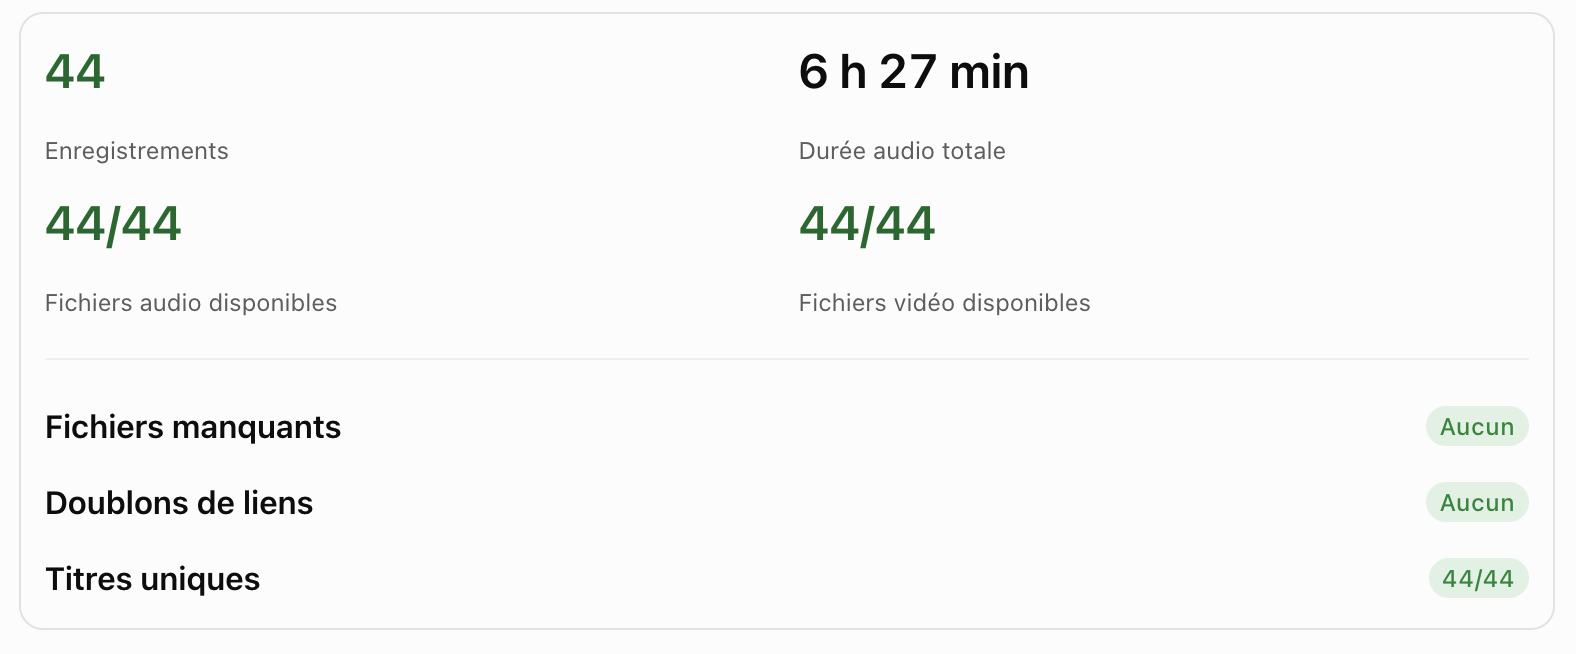 44
6 h 27 min
Enregistrements
Durée audio totale
44/44
44/44
Fichiers audio disponibles
Fichiers vidéo disponibles
Fichiers manquants
Aucun
Doublons de liens
Aucun
Titres uniques
44/44